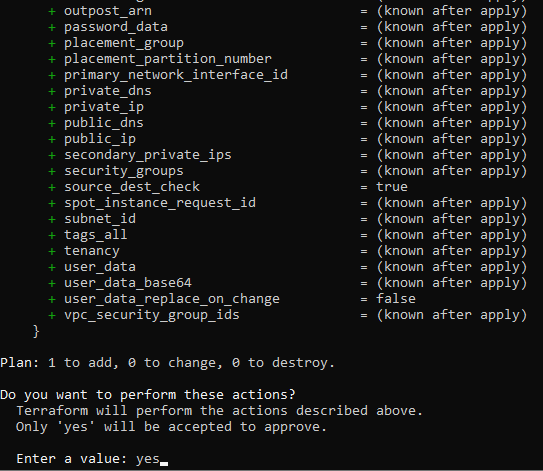 + outpost_arn = (known after apply)
+ password_data = (known after apply)
+ placement_group = (known after apply)
+ placement_partition_number = (known after apply)
+ primary_network_interface_id = (known after apply)
+ private_dns = (known after apply)
+ private_ip = (known after apply)
+ public_dns = (known after apply)
+ public_ip = (known after apply)
+ secondary_private_ips = (known after apply)
+ security_groups = (known after apply)
+ source_dest_check = true
+ spot_instance_request_id = (known after apply)
+ subnet_id = (known after apply)
+ tags_all = (known after apply)
+ tenancy = (known after apply)
+ user_data = (known after apply)
+ user_data_base64 = (known after apply)
+ user_data_replace_on_change = false
+ vpc_security_group_ids = (known after apply)
}
Plan: 1 to add, 0 to change, 0 to destroy.
Do you want to perform these actions?
Terraform will perform the actions described above.
Only 'yes' will be accepted to approve.
Enter a value: yes